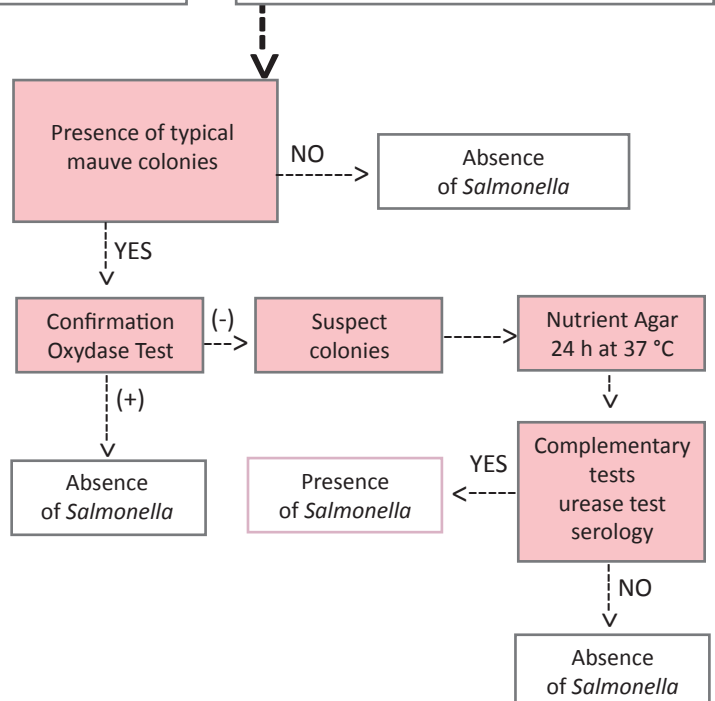 Presence of typical
mauve colonies
NO
Absence
of Salmonella
YES
Confirmation
Oxydase Test
(-)
Suspect
colonies
Nutrient Agar
24 h at 37 °C
(+)
Absence
of Salmonella
Presence
of Salmonella
YES
Complementary
tests
urease test
serology
NO
Absence
of Salmonella